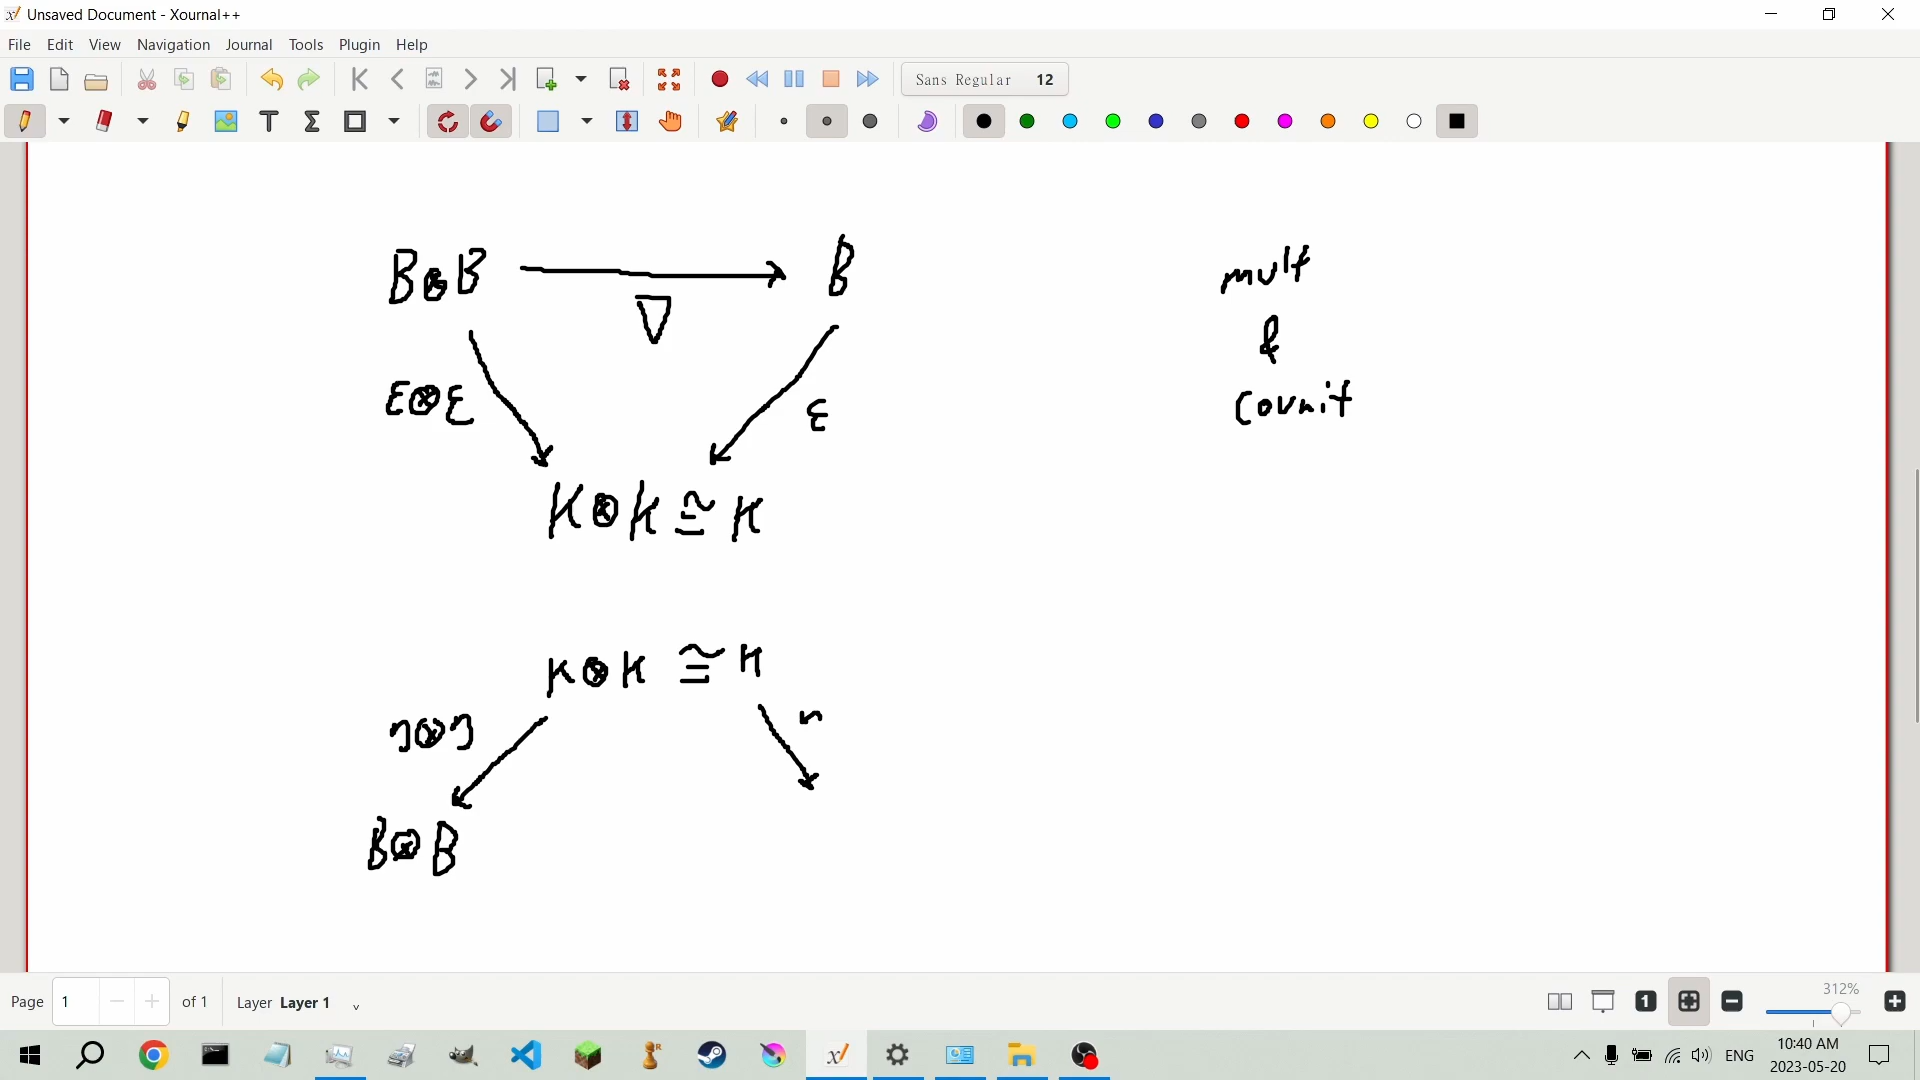 Unsaved Document - Xournal++
File Edit View Navigation Journal Tools Plugin Help
Sans Regular 12
B⊗B B mult
∇ &
ε⊗ε ε counit
K⊗K ≅ K
K⊗K ≅ K
η⊗η η
B⊗B
Page 1 of 1 Layer Layer 1 1 312%
ENG 10:40 AM
2023-05-20